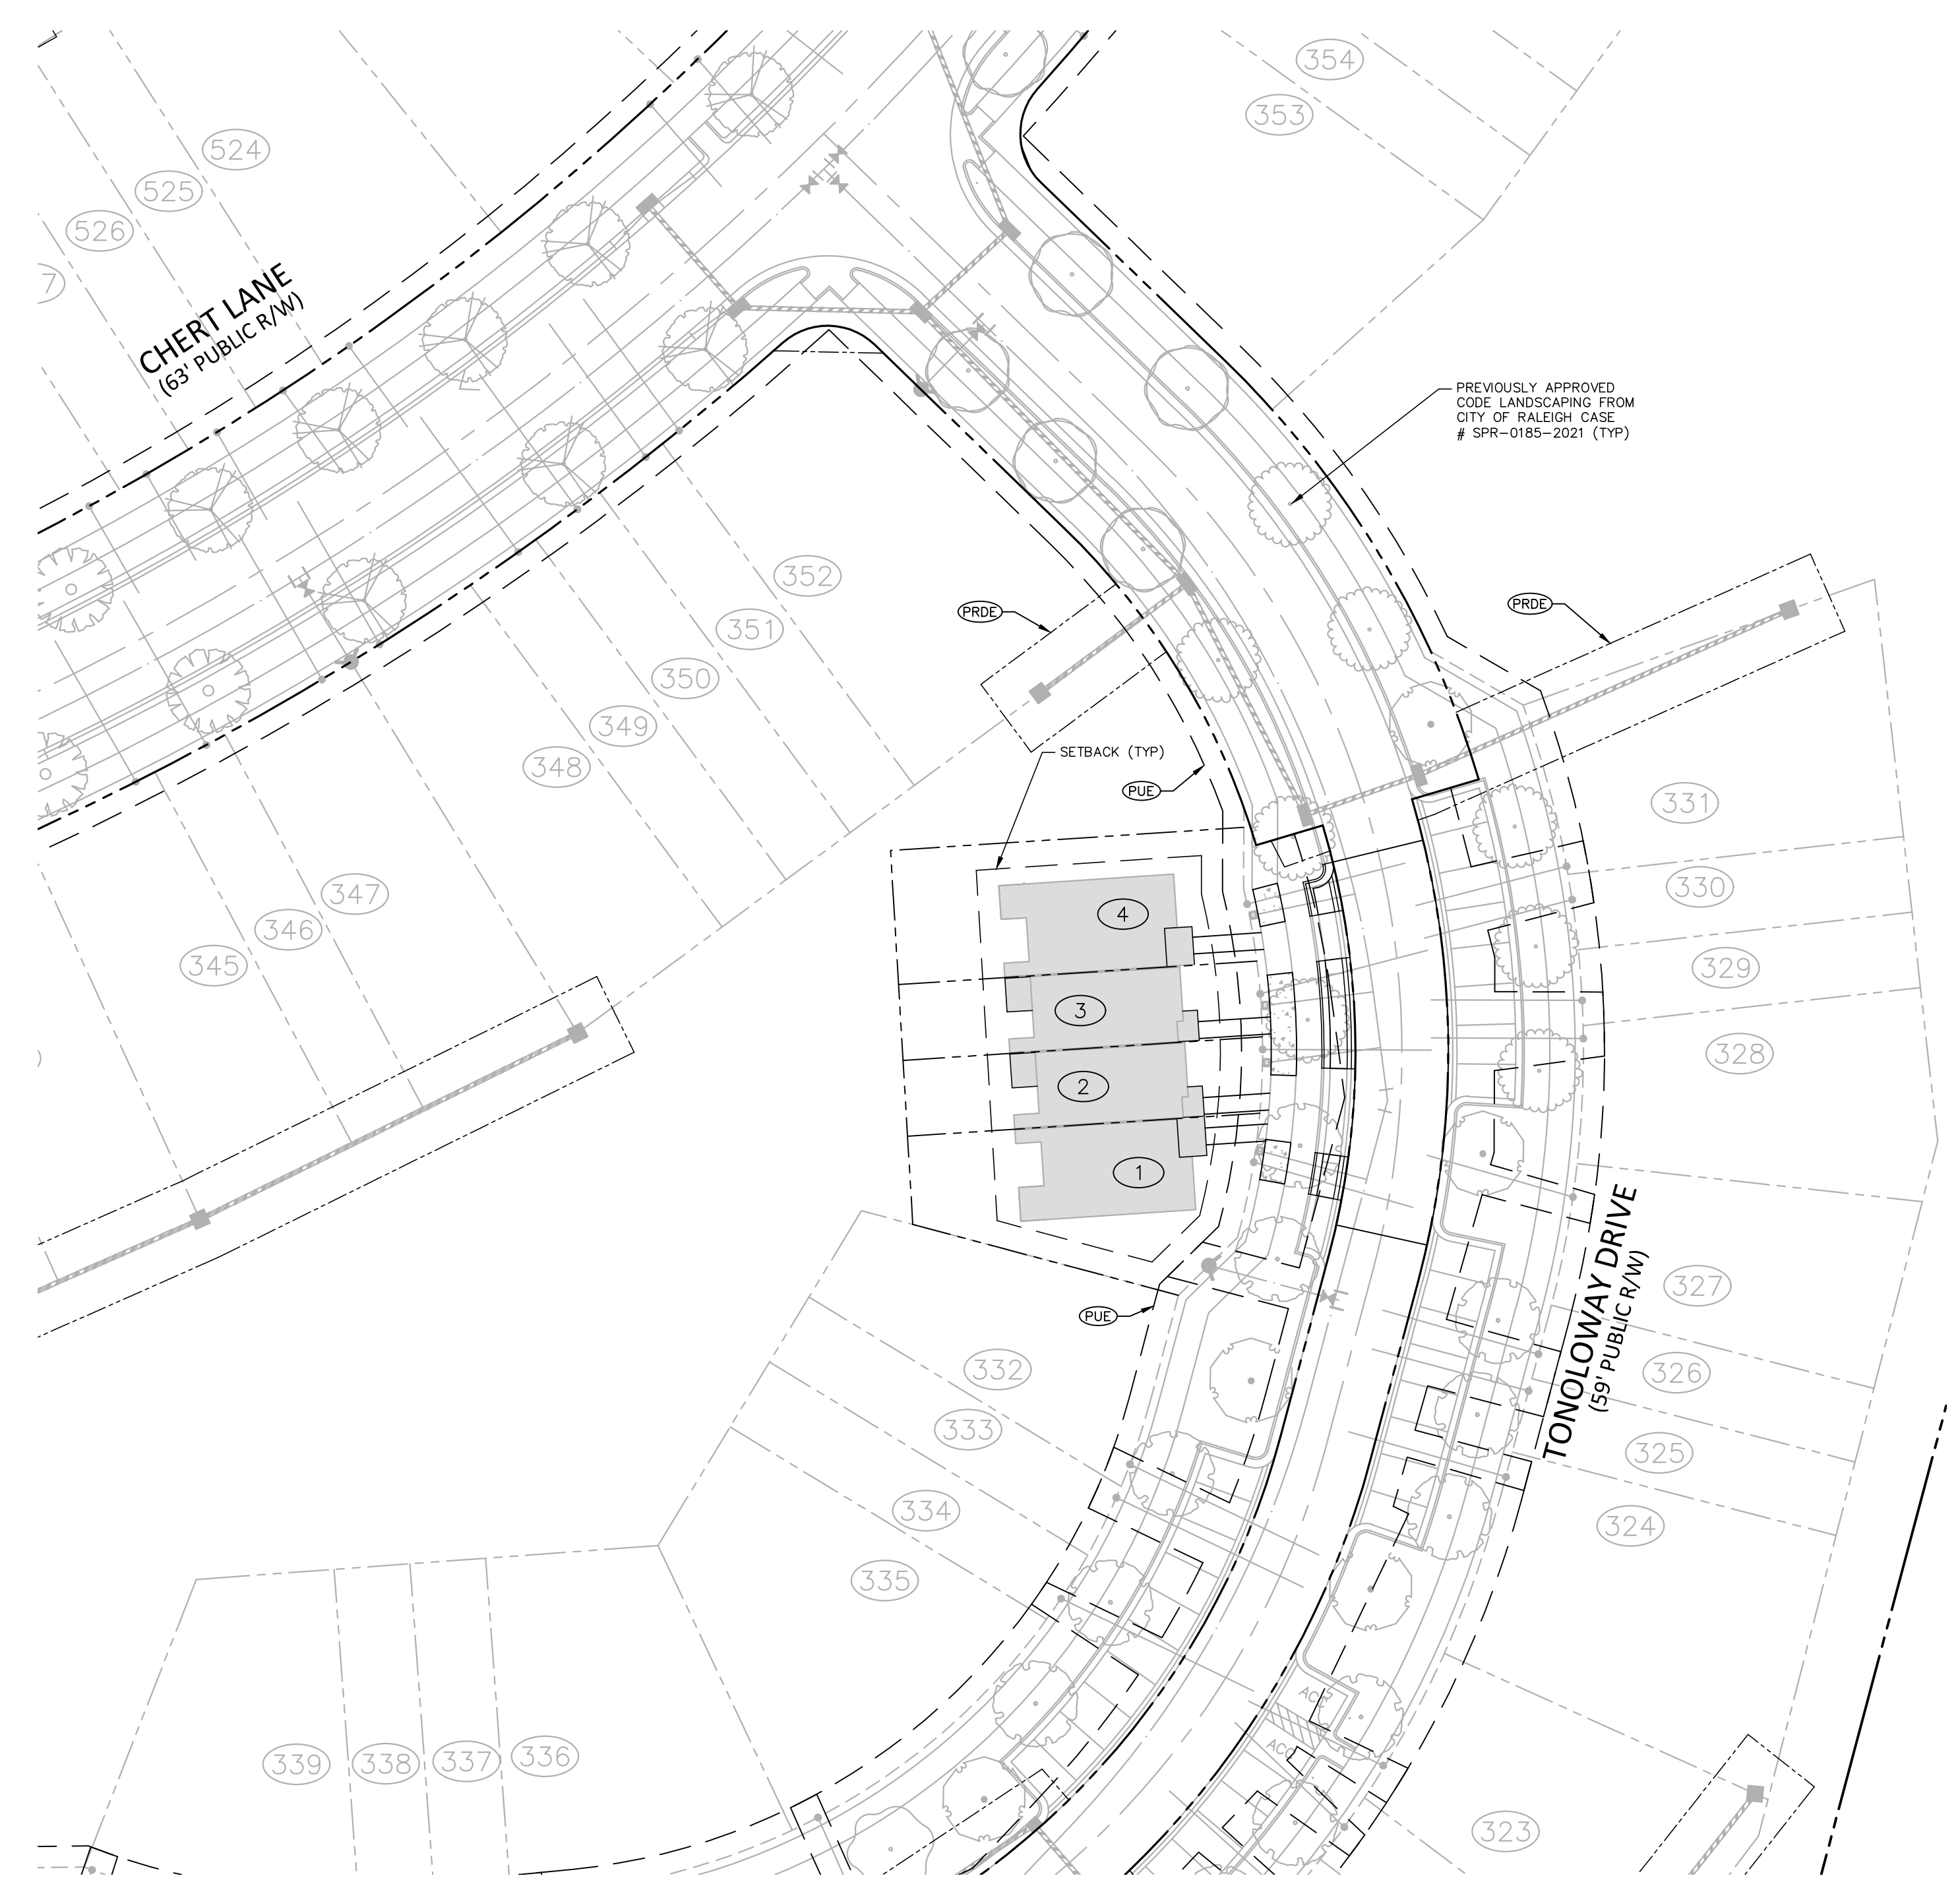 354
353
524
525
526
7
CHERT LANE
(63' PUBLIC R/W)
PREVIOUSLY APPROVED
CODE LANDSCAPING FROM
CITY OF RALEIGH CASE
# SPR-0185-2021 (TYP)
352
351
350
349
348
347
346
345
PRDE
PRDE
SETBACK (TYP)
PUE
4
3
2
1
PUE
331
330
329
328
327
326
325
324
323
TONOLOWAY DRIVE
(59' PUBLIC R/W)
332
333
334
335
336
337
338
339
ACC
ACC